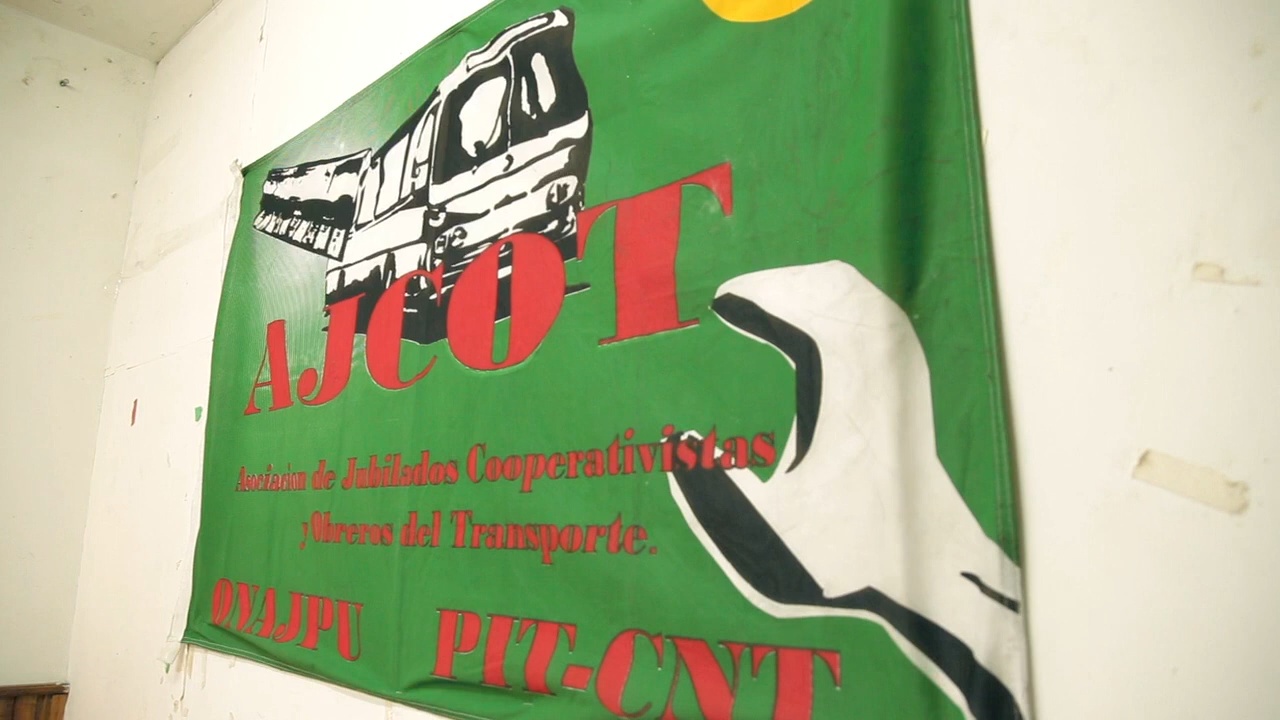 AJCOT
Asociacion de Jubilados Cooperativistas
y Obreros del Transporte.
ONAJPU PIT-CNT